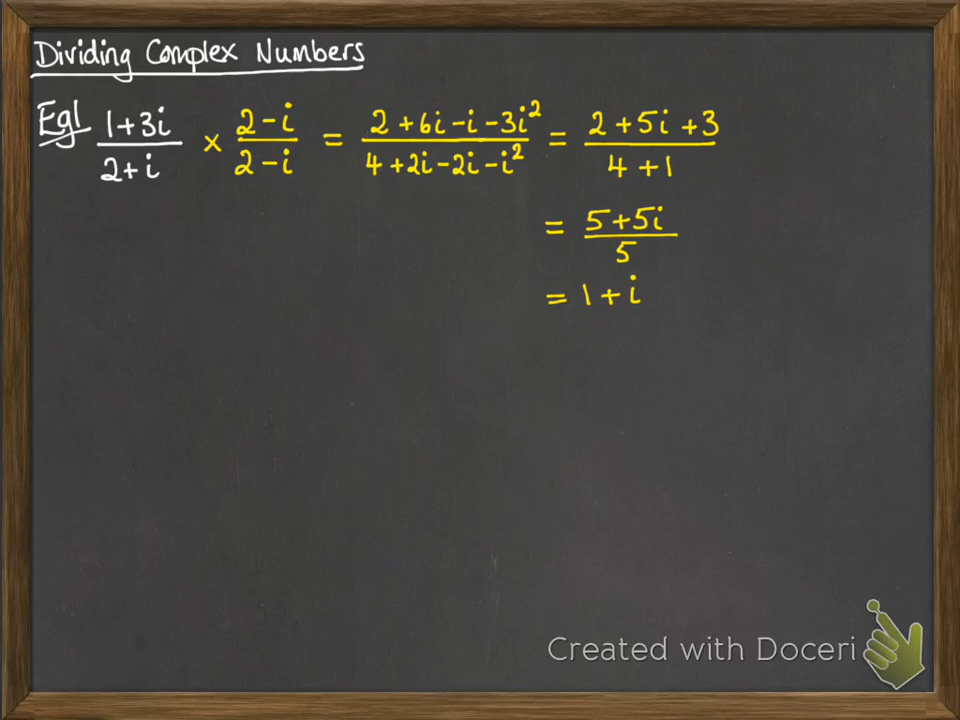 Dividing Complex Numbers
Eg1 (1+3i)/(2+i) × (2-i)/(2-i) = (2+6i-i-3i²)/(4+2i-2i-i²) = (2+5i+3)/(4+1)
= (5+5i)/5
= 1+i
Created with Doceri